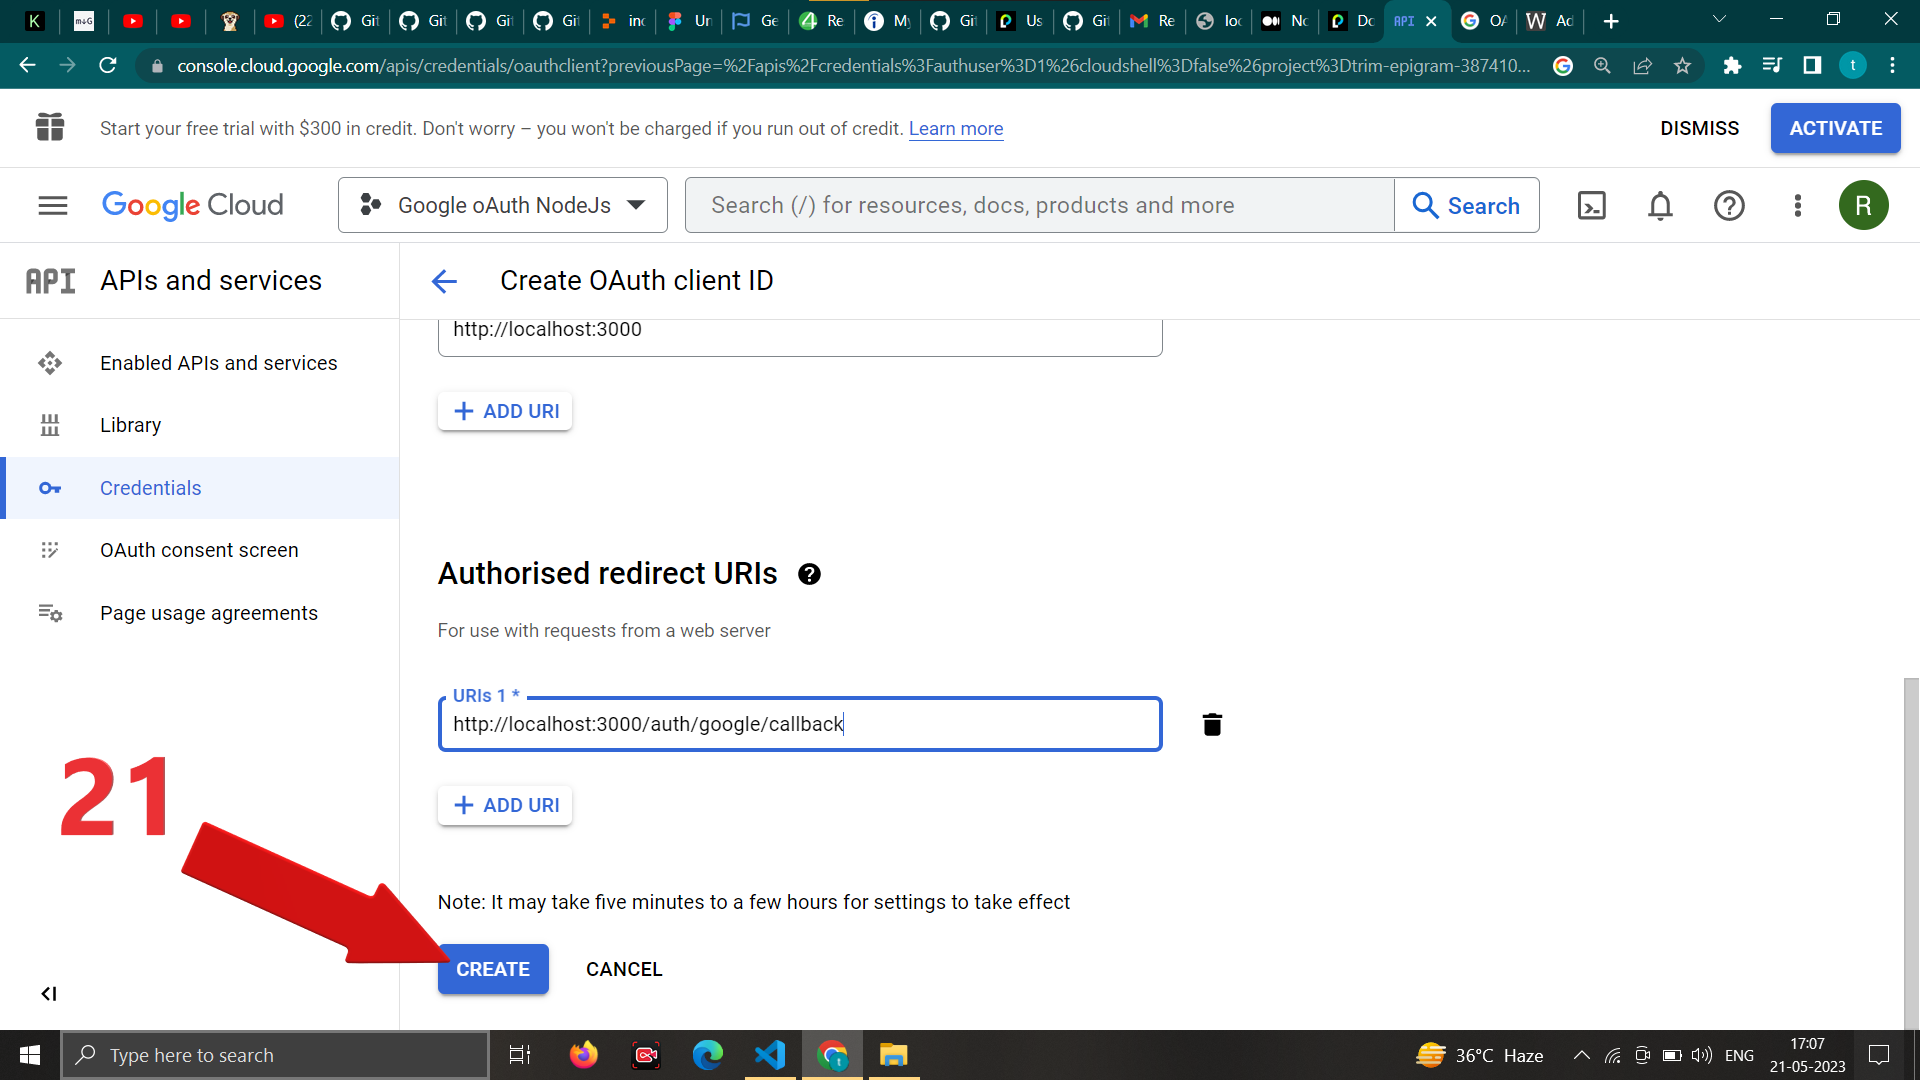 K
m↓G
(22
Git
Git
Git
Git
inc
Un
Ge
Re
My
Git
Us
Git
Re
loc
No
Do
API
OA
Ad
console.cloud.google.com/apis/credentials/oauthclient?previousPage=%2Fapis%2Fcredentials%3Fauthuser%3D1%26cloudshell%3Dfalse%26project%3Dtrim-epigram-387410...
t
Start your free trial with $300 in credit. Don't worry – you won't be charged if you run out of credit. Learn more
DISMISS
ACTIVATE
Google Cloud
Google oAuth NodeJs
Search (/) for resources, docs, products and more
Search
R
API APIs and services
Create OAuth client ID
http://localhost:3000
Enabled APIs and services
ADD URI
Library
Credentials
OAuth consent screen
Authorised redirect URIs
Page usage agreements
For use with requests from a web server
URIs 1 *
http://localhost:3000/auth/google/callback
21
ADD URI
Note: It may take five minutes to a few hours for settings to take effect
CREATE
CANCEL
Type here to search
36°C Haze
ENG
17:07
21-05-2023